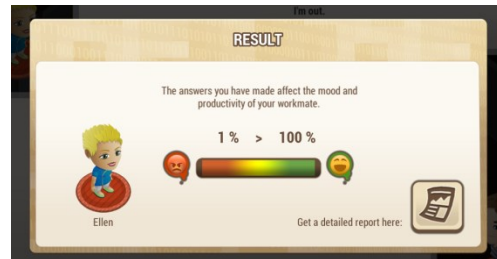 I'm out.
RESULT
The answers you have made affect the mood and
productivity of your workmate.
1 % > 100 %
Ellen
Get a detailed report here: